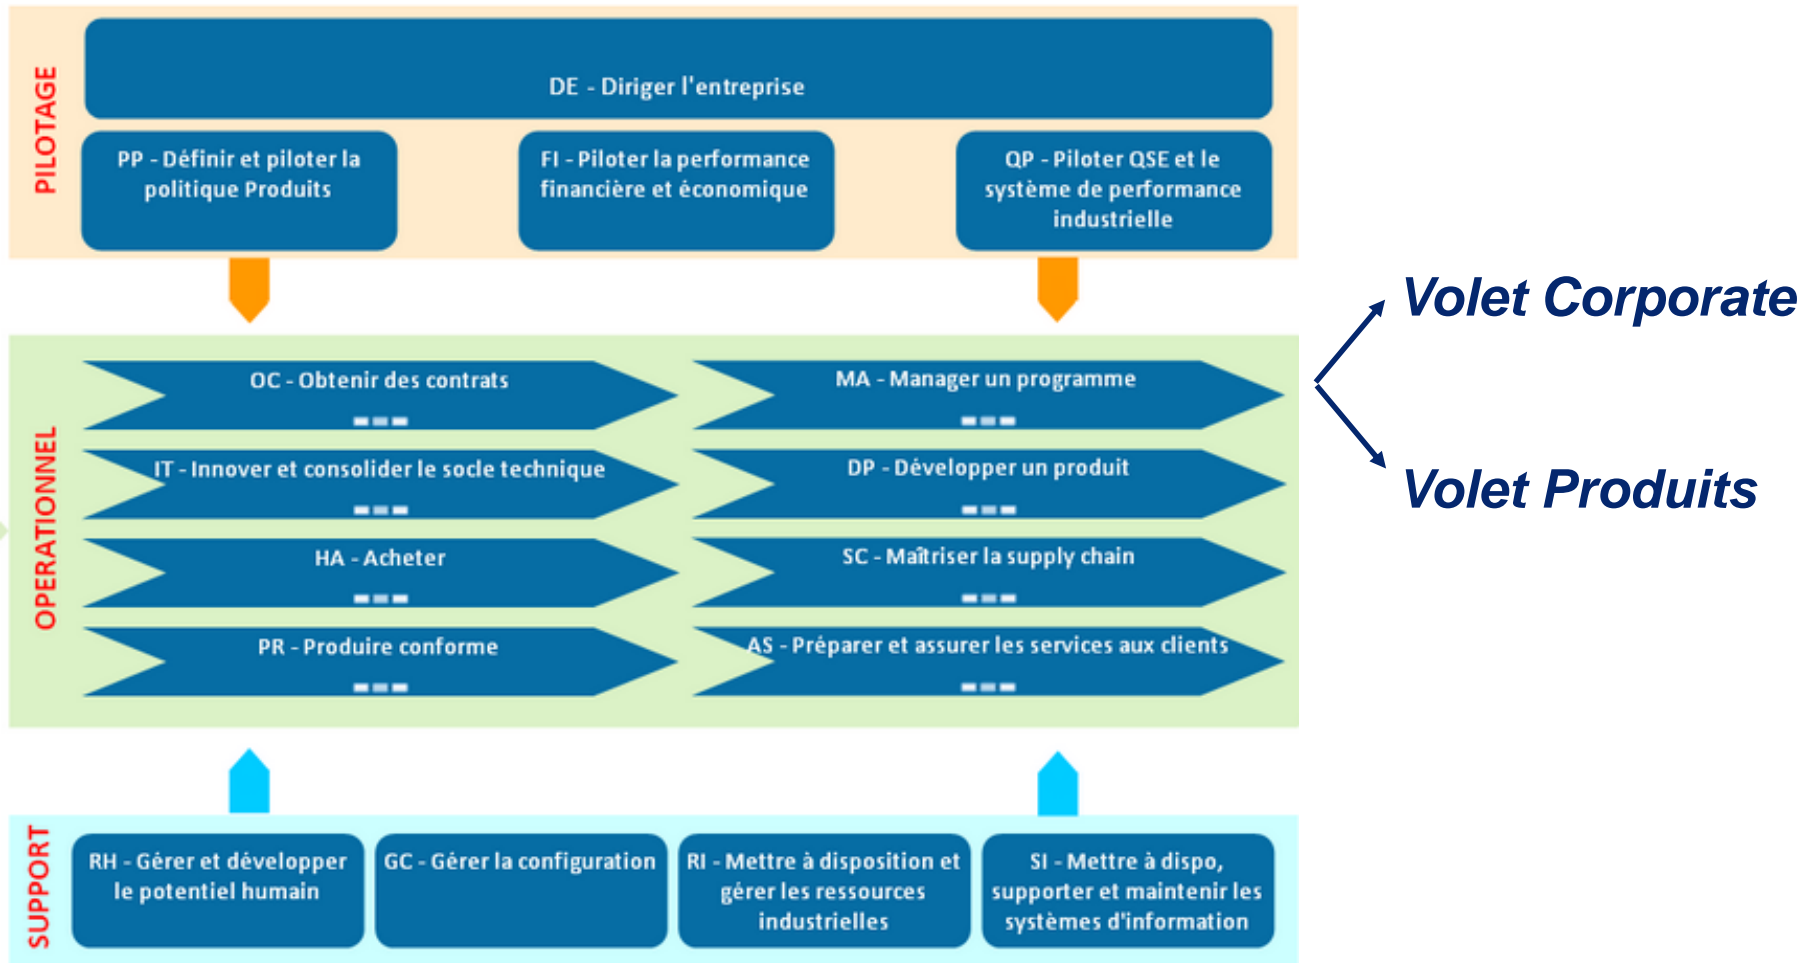 PILOTAGE
DE - Diriger l'entreprise
PP - Définir et piloter la
politique Produits
FI - Piloter la performance
financière et économique
QP - Piloter QSE et le
système de performance
industrielle
OPERATIONNEL
OC - Obtenir des contrats
MA - Manager un programme
IT - Innover et consolider le socle technique
DP - Développer un produit
HA - Acheter
SC - Maîtriser la supply chain
PR - Produire conforme
AS - Préparer et assurer les services aux clients
Volet Corporate
Volet Produits
SUPPORT
RH - Gérer et développer
le potentiel humain
GC - Gérer la configuration
RI - Mettre à disposition et
gérer les ressources
industrielles
SI - Mettre à dispo,
supporter et maintenir les
systèmes d'information